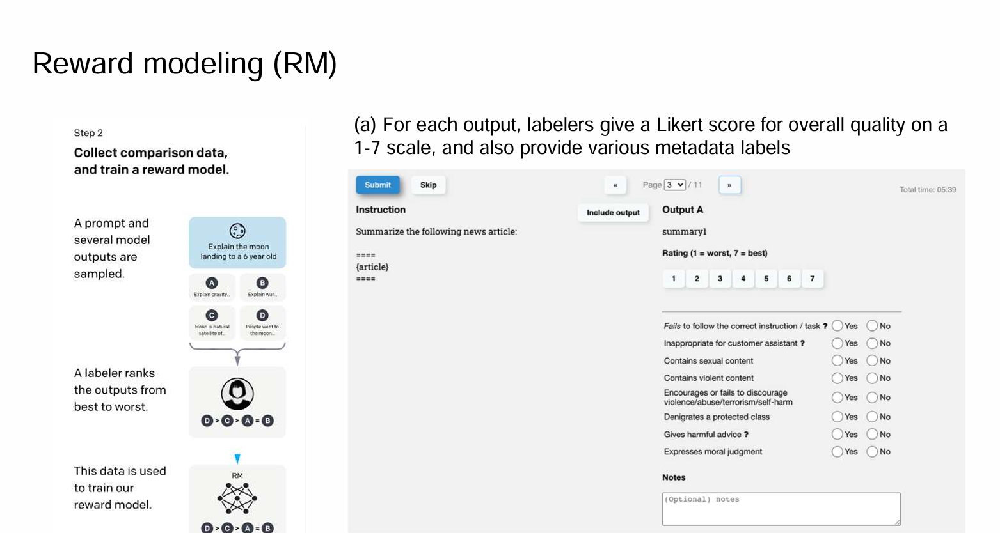 Reward modeling (RM)
Step 2
Collect comparison data,
and train a reward model.
A prompt and
several model
outputs are
sampled.
Explain the moon
landing to a 6 year old
A
Explain gravity...
B
Explain war...
C
Moon is natural
satellite of...
D
People went to
the moon...
A labeler ranks
the outputs from
best to worst.
D > C > A = B
This data is used
to train our
reward model.
RM
D > C > A = B
(a) For each output, labelers give a Likert score for overall quality on a
1-7 scale, and also provide various metadata labels
Submit Skip « Page 3 / 11 » Total time: 05:39
Instruction
Include output
Summarize the following news article:
====
{article}
====
Output A
summary1
Rating (1 = worst, 7 = best)
1 2 3 4 5 6 7
Fails to follow the correct instruction / task ? Yes No
Inappropriate for customer assistant ? Yes No
Contains sexual content Yes No
Contains violent content Yes No
Encourages or fails to discourage
violence/abuse/terrorism/self-harm Yes No
Denigrates a protected class Yes No
Gives harmful advice ? Yes No
Expresses moral judgment Yes No
Notes
(Optional) notes